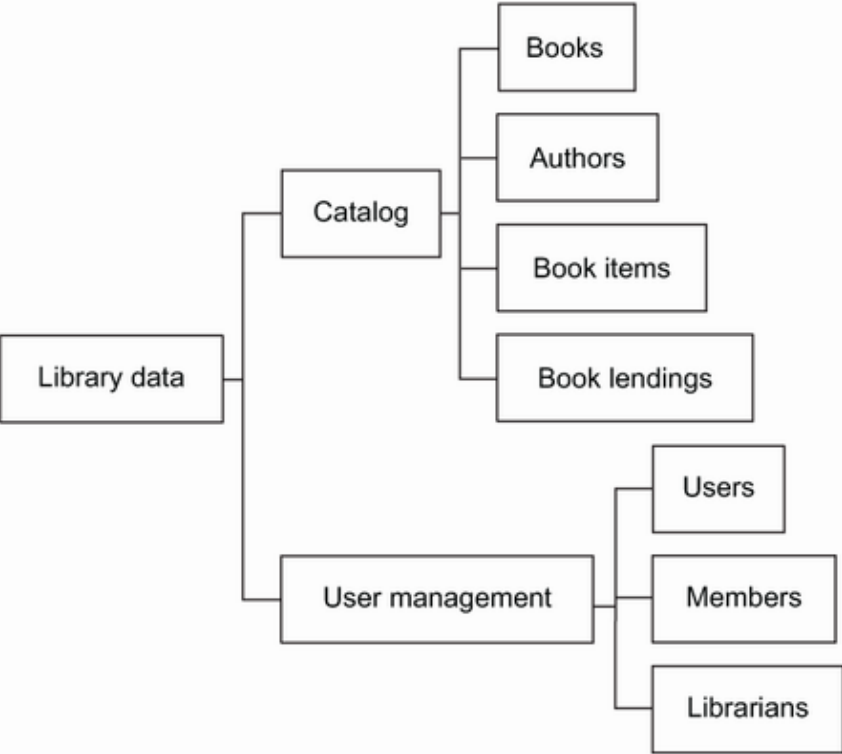 Books
Authors
Catalog
Book items
Library data
Book lendings
Users
User management
Members
Librarians